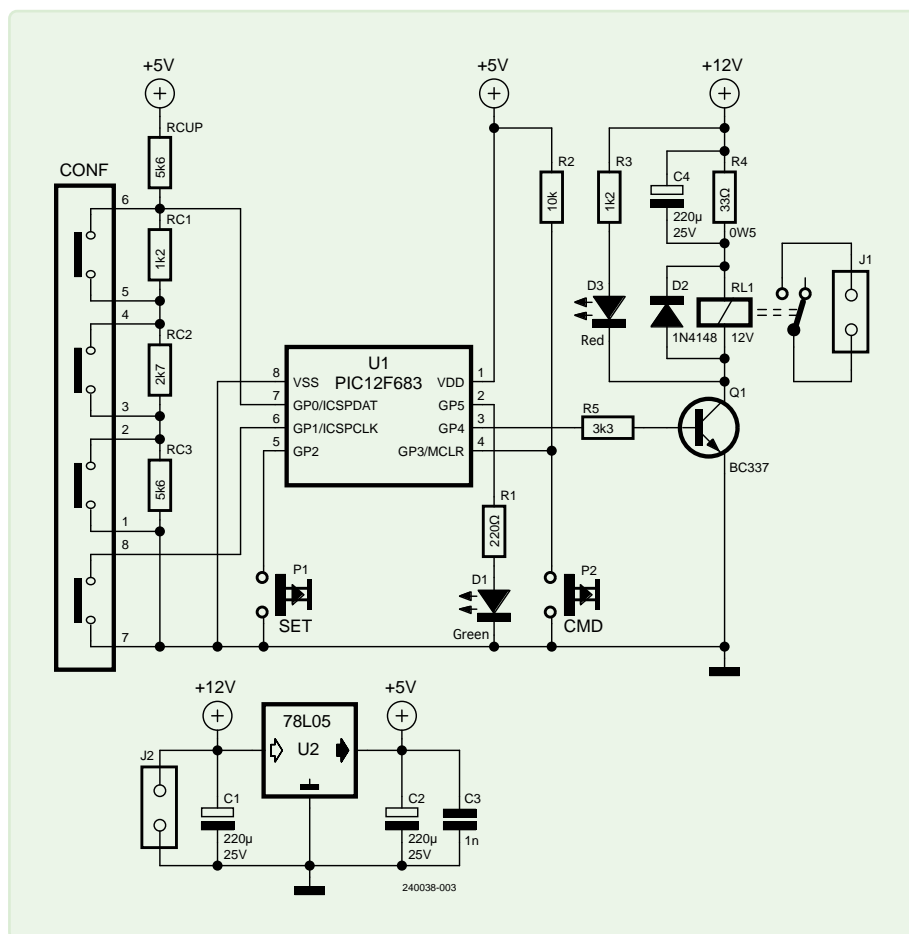 +5V
+5V
+12V
RCUP
5k6
CONF
6
RC1
1k2
5
4
RC2
2k7
3
2
RC3
5k6
1
8
7
R2
10k
R3
1k2
C4
220µ
25V
R4
33Ω
0W5
D3
Red
D2
1N4148
RL1
12V
J1
U1
PIC12F683
8
VSS
VDD
1
7
GP0/ICSPDAT
GP5
2
6
GP1/ICSPCLK
GP4
3
5
GP2
GP3/MCLR
4
R5
3k3
Q1
BC337
R1
220Ω
P1
SET
D1
Green
P2
CMD
+12V
+5V
78L05
U2
J2
C1
220µ
25V
C2
220µ
25V
C3
1n
240038-003